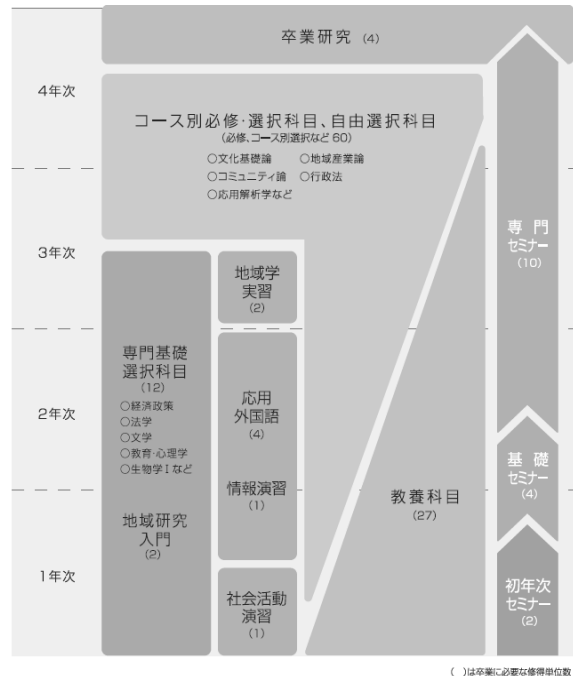 卒業研究 (4)
4年次
コース別必修・選択科目、自由選択科目
(必修、コース別選択など 60)
○文化基礎論 ○地域産業論
○コミュニティ論 ○行政法
○応用解析学など
3年次
専門
セミナー
(10)
地域学
実習
(2)
専門基礎
選択科目
(12)
○経済政策
○法学
○文学
○教育・心理学
○生物学Ⅰなど
2年次
応用
外国語
(4)
情報演習
(1)
基礎
セミナー
(4)
教養科目
(27)
地域研究
入門
(2)
1年次
社会活動
演習
(1)
初年次
セミナー
(2)
( )は卒業に必要な修得単位数